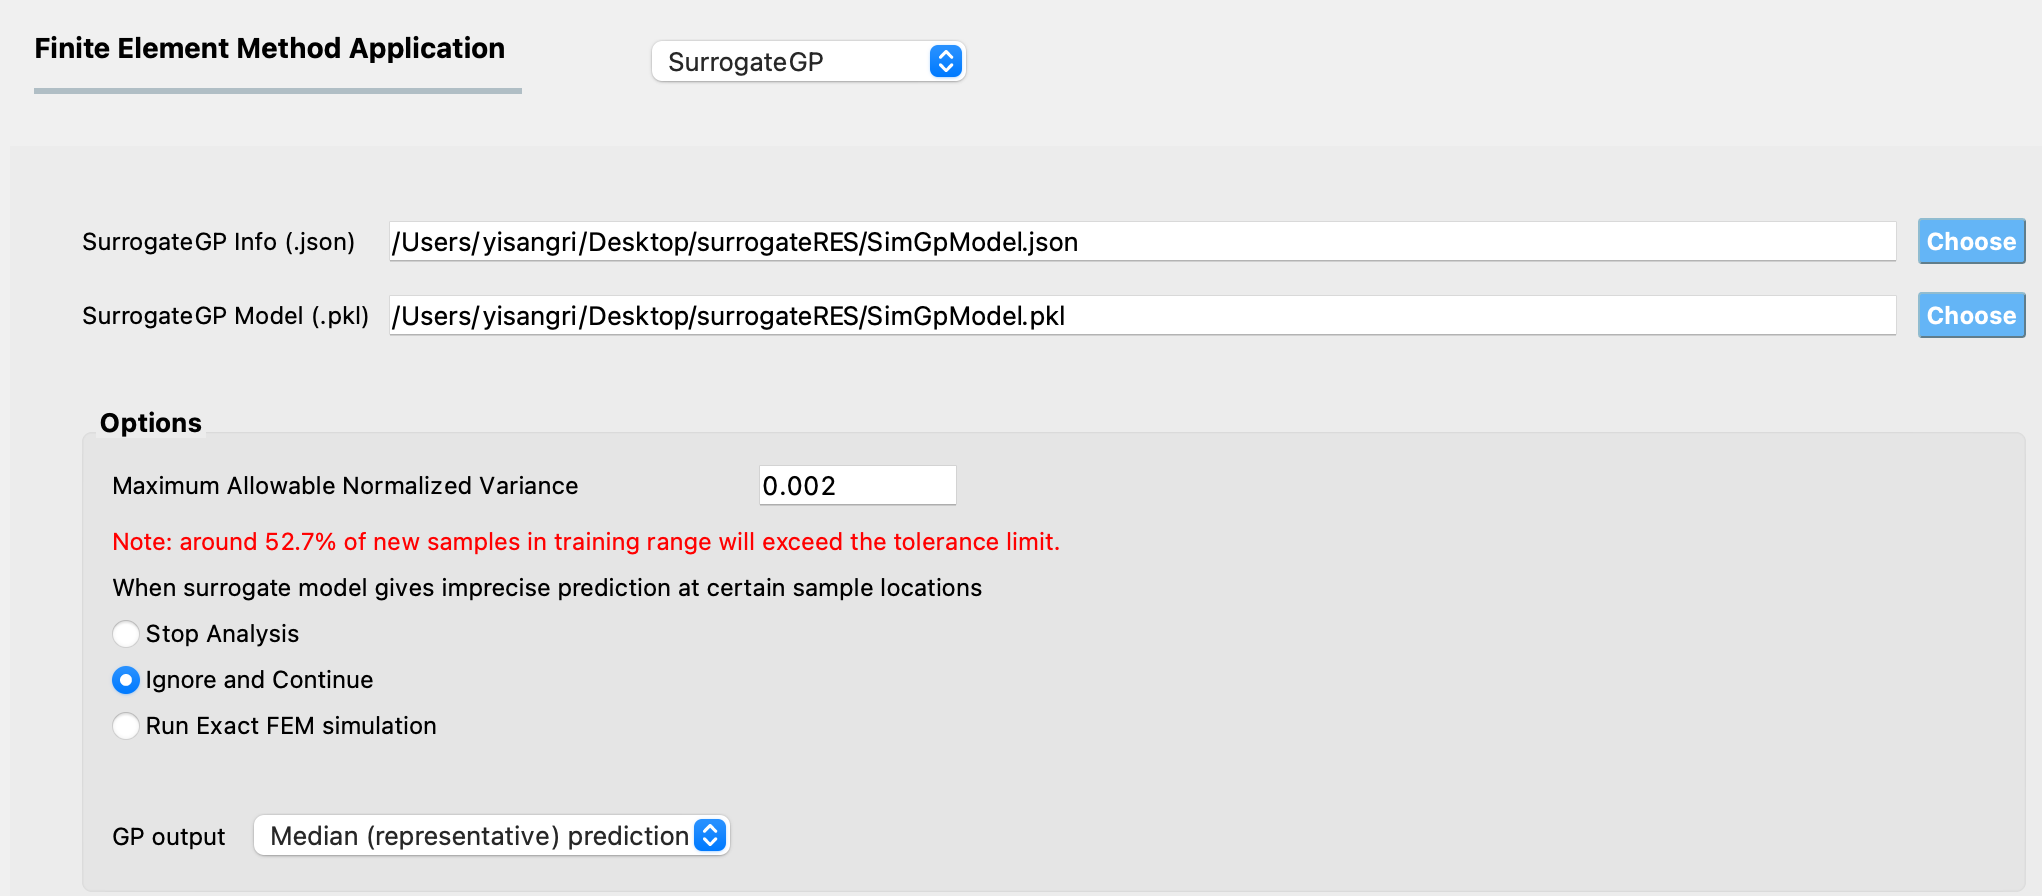 Finite Element Method Application
SurrogateGP
SurrogateGP Info (.json) /Users/yisangri/Desktop/surrogateRES/SimGpModel.json Choose
SurrogateGP Model (.pkl) /Users/yisangri/Desktop/surrogateRES/SimGpModel.pkl Choose
Options
Maximum Allowable Normalized Variance 0.002
Note: around 52.7% of new samples in training range will exceed the tolerance limit.
When surrogate model gives imprecise prediction at certain sample locations
Stop Analysis
Ignore and Continue
Run Exact FEM simulation
GP output Median (representative) prediction